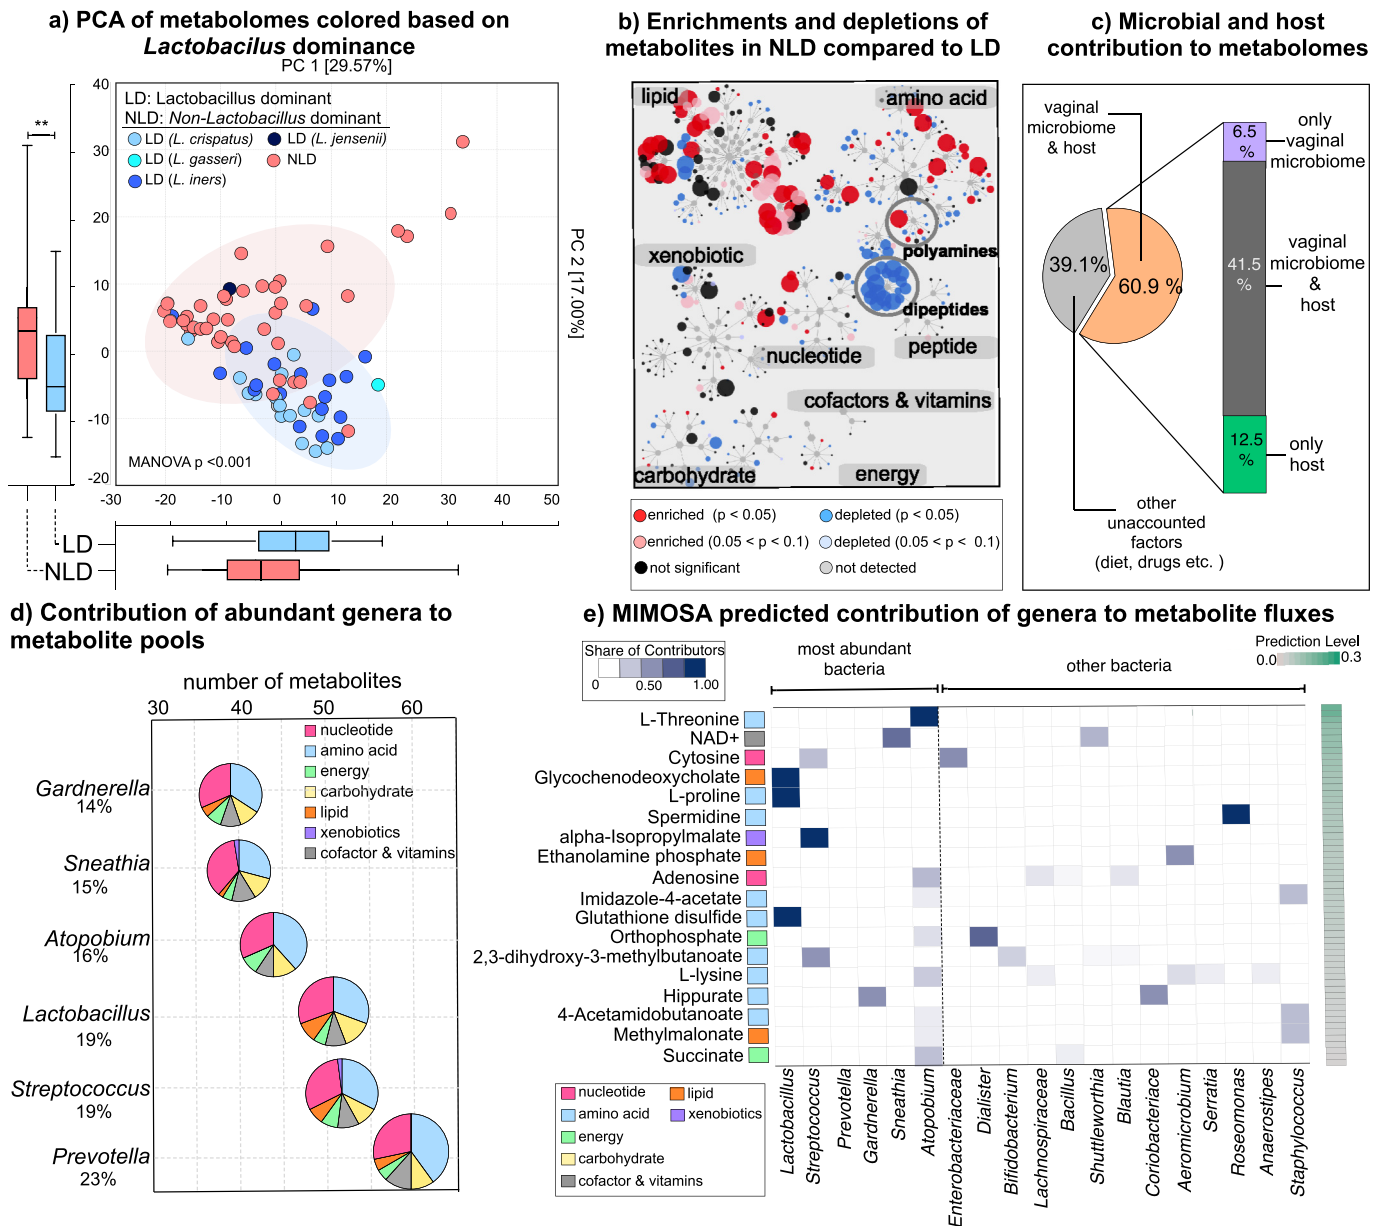 a) PCA of metabolomes colored based on
Lactobacilus dominance
PC 1 [29.57%]
40
30
20
10
0
-10
-20
**
LD: Lactobacillus dominant
NLD: Non-Lactobacillus dominant
LD (L. crispatus)
LD (L. jensenii)
LD (L. gasseri)
NLD
LD (L. iners)
PC 2 [17.00%]
MANOVA p <0.001
-30
-20
-10
0
10
20
30
40
50
LD
NLD
b) Enrichments and depletions of
metabolites in NLD compared to LD
lipid
amino acid
polyamines
xenobiotic
dipeptides
nucleotide
peptide
cofactors & vitamins
carbohydrate
energy
enriched (p < 0.05)
depleted (p < 0.05)
enriched (0.05 < p < 0.1)
depleted (0.05 < p < 0.1)
not significant
not detected
c) Microbial and host
contribution to metabolomes
vaginal
microbiome
& host
39.1%
60.9 %
6.5
%
only
vaginal
microbiome
41.5
%
vaginal
microbiome
&
host
12.5
%
only
host
other
unaccounted
factors
(diet, drugs etc. )
d) Contribution of abundant genera to
metabolite pools
number of metabolites
30
40
50
60
nucleotide
amino acid
energy
carbohydrate
lipid
xenobiotics
cofactor & vitamins
Gardnerella
14%
Sneathia
15%
Atopobium
16%
Lactobacillus
19%
Streptococcus
19%
Prevotella
23%
e) MIMOSA predicted contribution of genera to metabolite fluxes
Share of Contributors
0
0.50
1.00
most abundant
bacteria
other bacteria
Prediction Level
0.0
0.3
L-Threonine
NAD+
Cytosine
Glycochenodeoxycholate
L-proline
Spermidine
alpha-Isopropylmalate
Ethanolamine phosphate
Adenosine
Imidazole-4-acetate
Glutathione disulfide
Orthophosphate
2,3-dihydroxy-3-methylbutanoate
L-lysine
Hippurate
4-Acetamidobutanoate
Methylmalonate
Succinate
Lactobacillus
Streptococcus
Prevotella
Gardnerella
Sneathia
Atopobium
Enterobacteriaceae
Dialister
Bifidobacterium
Lachnospiraceae
Bacillus
Shuttleworthia
Blautia
Coriobacteriace
Aeromicrobium
Serratia
Roseomonas
Anaerostipes
Staphylococcus
nucleotide
lipid
amino acid
xenobiotics
energy
carbohydrate
cofactor & vitamins